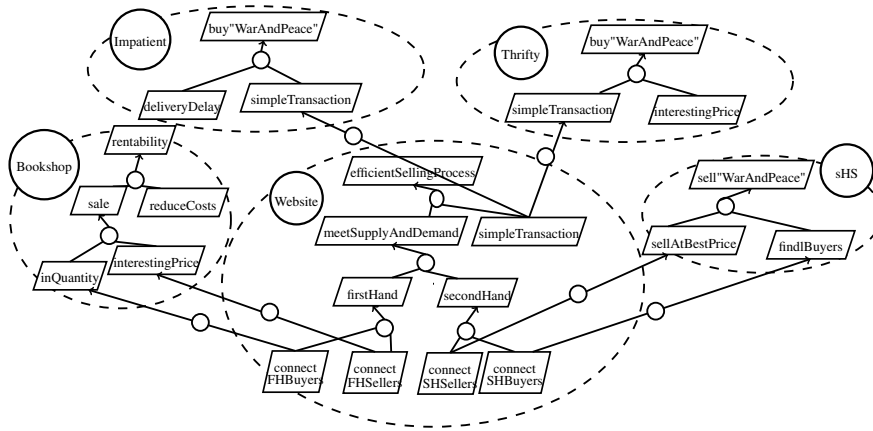 buy"WarAndPeace"
Impatient
deliveryDelay
simpleTransaction
buy"WarAndPeace"
Thrifty
simpleTransaction
interestingPrice
rentability
Bookshop
sale
reduceCosts
inQuantity
interestingPrice
efficientSellingProcess
Website
meetSupplyAndDemand
simpleTransaction
firstHand
secondHand
connect
FHBuyers
connect
FHSellers
connect
SHSellers
connect
SHBuyers
sell"WarAndPeace"
sHS
sellAtBestPrice
findlBuyers